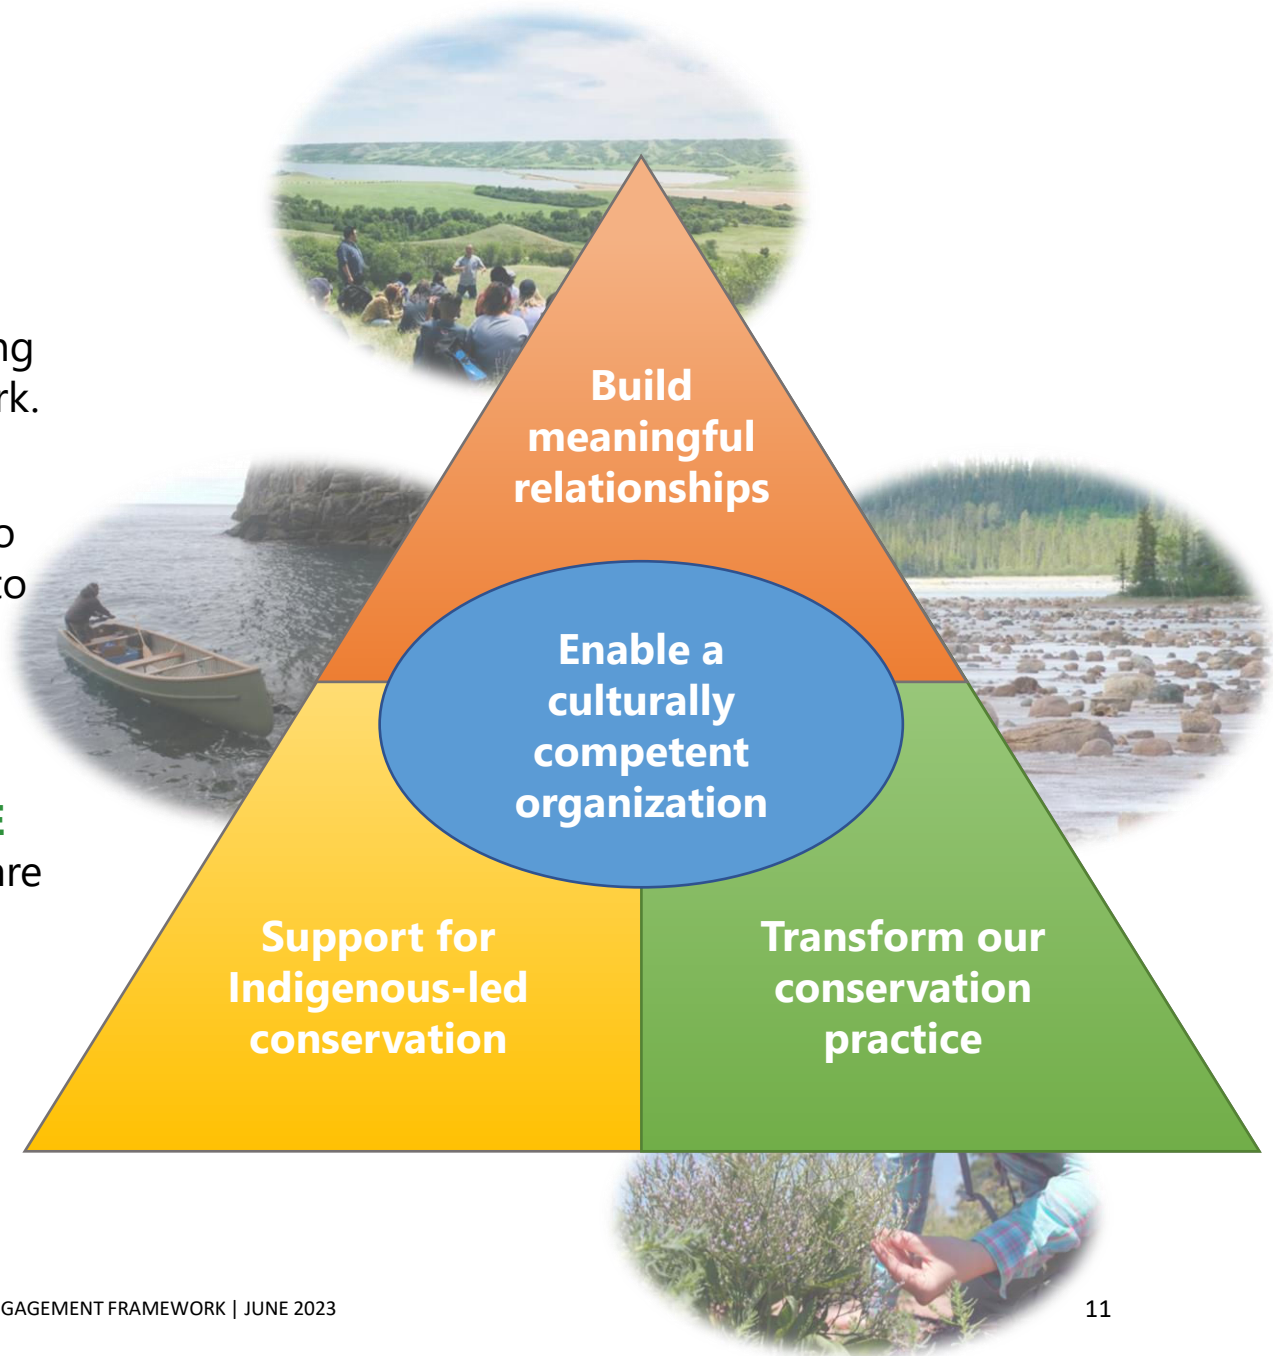 Build
meaningful
relationships
Enable a
culturally
competent
organization
Support for
Indigenous-led
conservation
Transform our
conservation
practice
GAGEMENT FRAMEWORK | JUNE 2023
11